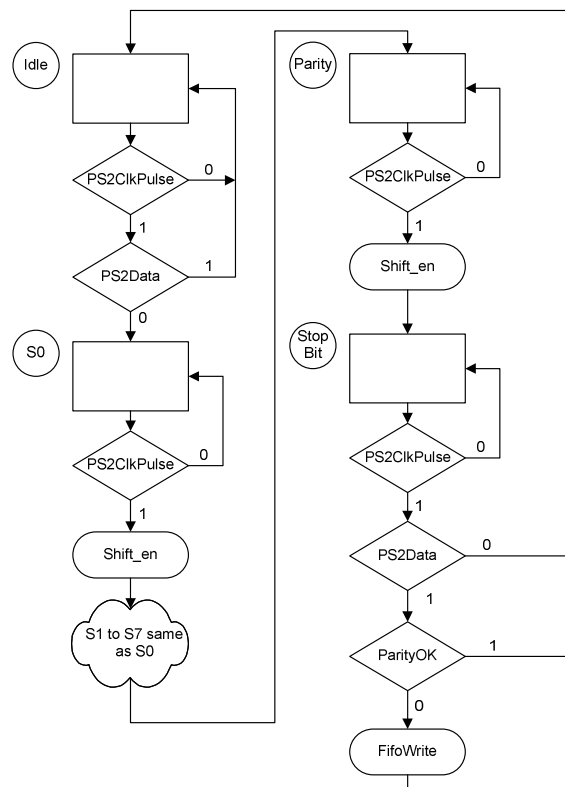 Idle
PS2ClkPulse
0
1
PS2Data
1
0
S0
PS2ClkPulse
0
1
Shift_en
S1 to S7 same
as S0
Parity
PS2ClkPulse
0
1
Shift_en
Stop
Bit
PS2ClkPulse
0
1
PS2Data
0
1
ParityOK
1
0
FifoWrite